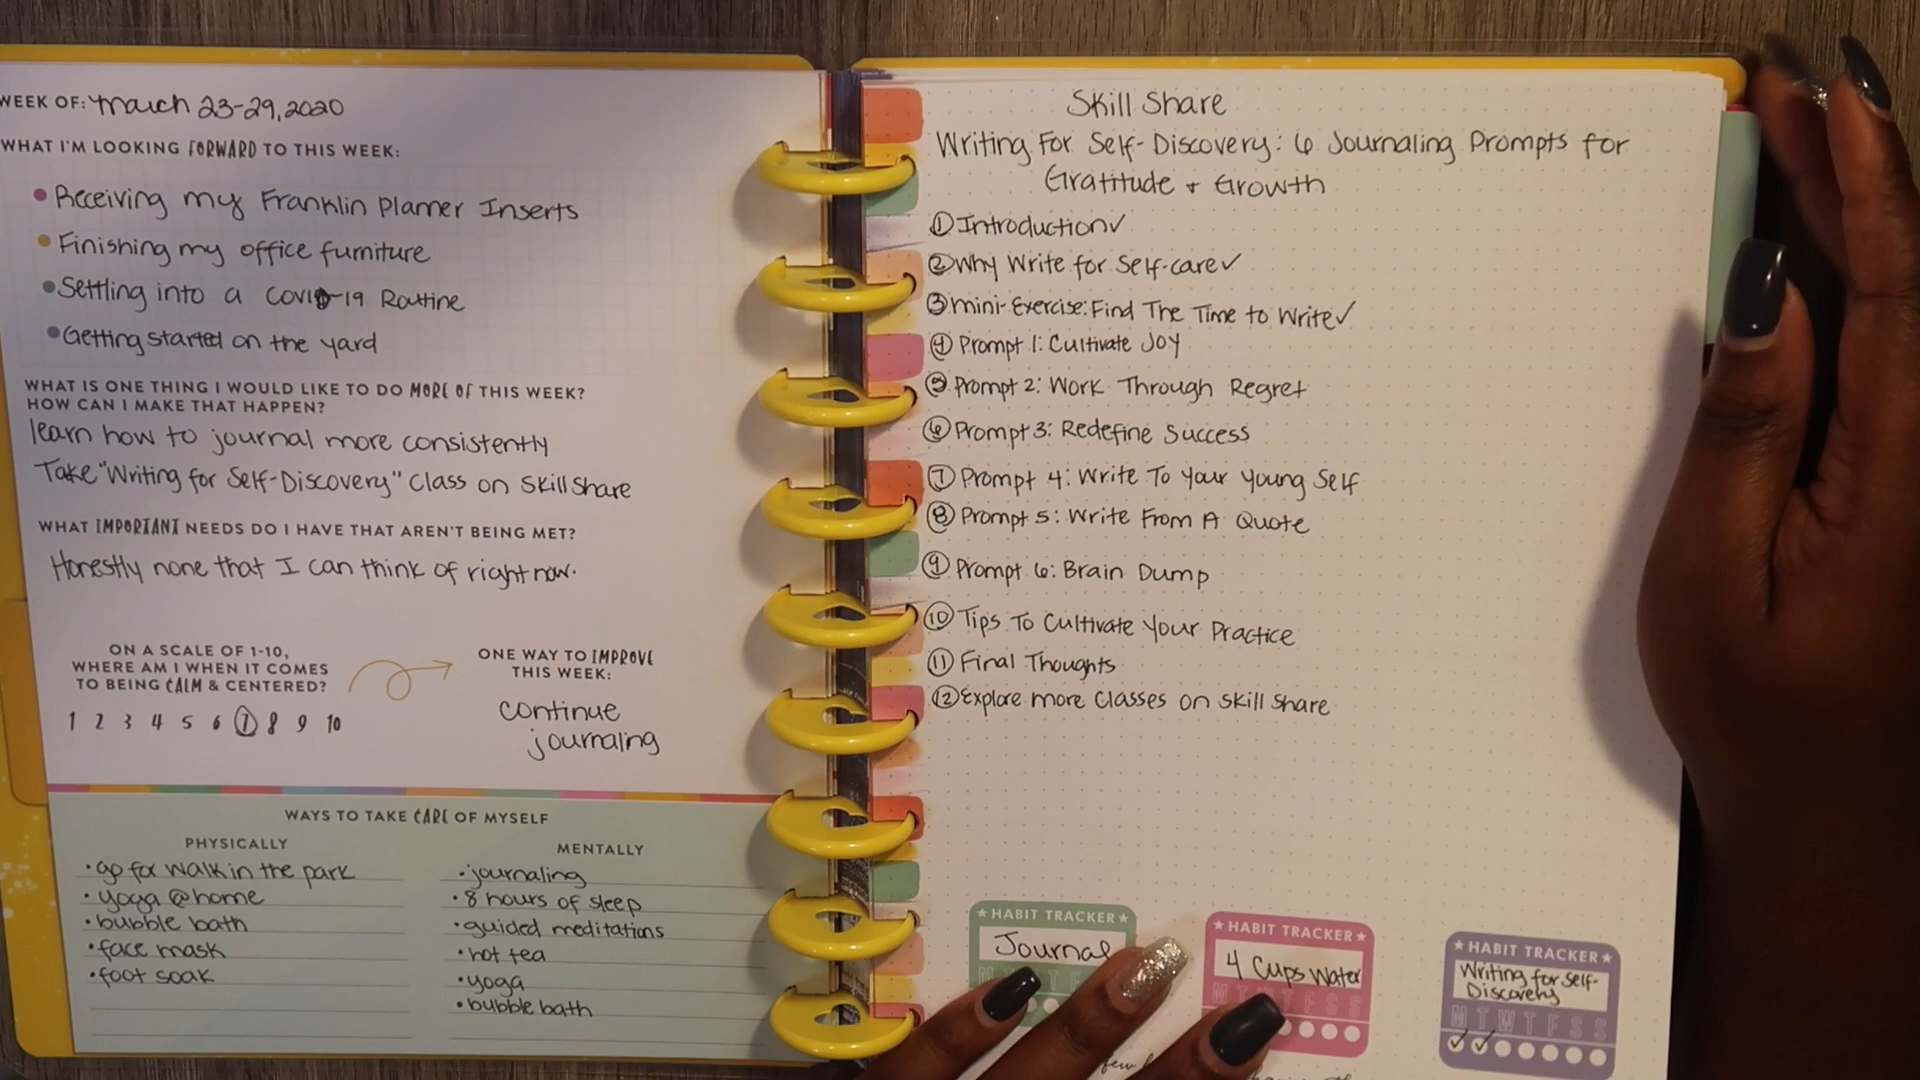 WEEK OF: March 23-29, 2020
WHAT I'M LOOKING FORWARD TO THIS WEEK:
• Receiving my Franklin Planner Inserts
• Finishing my office furniture
• Settling into a COVID-19 Routine
• Getting started on the yard
WHAT IS ONE THING I WOULD LIKE TO DO MORE OF THIS WEEK?
HOW CAN I MAKE THAT HAPPEN?
learn how to journal more consistently
Take "Writing for Self-Discovery" Class on Skillshare
WHAT IMPORTANT NEEDS DO I HAVE THAT AREN'T BEING MET?
Honestly none that I can think of right now.
ON A SCALE OF 1-10,
WHERE AM I WHEN IT COMES
TO BEING CALM & CENTERED?
1 2 3 4 5 6 7 8 9 10
ONE WAY TO IMPROVE
THIS WEEK:
continue
journaling
WAYS TO TAKE CARE OF MYSELF
PHYSICALLY
• go for walk in the park
• yoga @ home
• bubble bath
• face mask
• foot soak
MENTALLY
• journaling
• 8 hours of sleep
• guided meditations
• hot tea
• yoga
• bubble bath
Skill Share
Writing For Self-Discovery: 6 Journaling Prompts for
Gratitude + Growth
① Introduction ✓
② Why Write for Self-care ✓
③ mini-Exercise: Find The Time to Write ✓
④ Prompt 1: Cultivate Joy
⑤ Prompt 2: Work Through Regret
⑥ Prompt 3: Redefine Success
⑦ Prompt 4: Write To Your Young Self
⑧ Prompt 5: Write From A Quote
⑨ Prompt 6: Brain Dump
⑩ Tips To Cultivate Your Practice
⑪ Final Thoughts
⑫ Explore more Classes on Skill Share
★ HABIT TRACKER ★
Journal
★ HABIT TRACKER ★
4 Cups Water
M T W T F S S
★ HABIT TRACKER ★
Writing for Self-
Discovery
M T W T F S S
✓ ✓
few